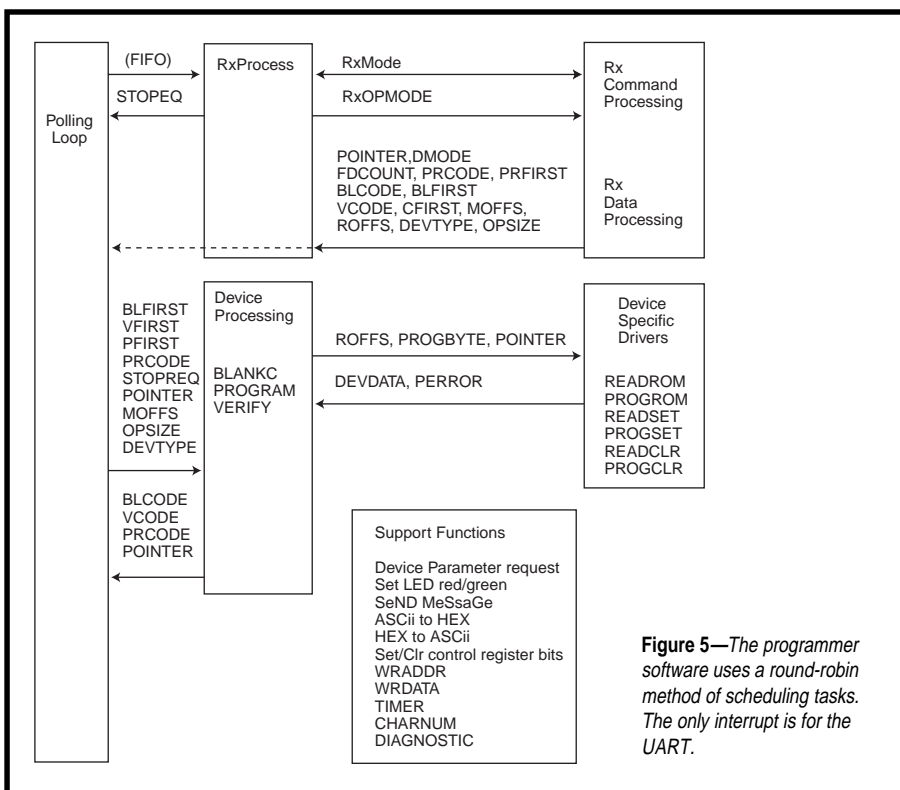 (FIFO)
STOPEQ
Polling
Loop
RxProcess
RxMode
RxOPMODE
Rx
Command
Processing
POINTER,DMODE
FDCOUNT, PRCODE, PRFIRST
BLCODE, BLFIRST
VCODE, CFIRST, MOFFS,
ROFFS, DEVTYPE, OPSIZE
Rx
Data
Processing
BLFIRST
VFIRST
PFIRST
PRCODE
STOPREQ
POINTER
MOFFS
OPSIZE
DEVTYPE
Device
Processing
BLANKC
PROGRAM
VERIFY
ROFFS, PROGBYTE, POINTER
DEVDATA, PERROR
Device
Specific
Drivers
READROM
PROGROM
READSET
PROGSET
READCLR
PROGCLR
BLCODE
VCODE
PRCODE
POINTER
Support Functions
Device Parameter request
Set LED red/green
SeND MeSsaGe
ASCii to HEX
HEX to ASCii
Set/Clr control register bits
WRADDR
WRDATA
TIMER
CHARNUM
DIAGNOSTIC
Figure 5—The programmer
software uses a round-robin
method of scheduling tasks.
The only interrupt is for the
UART.